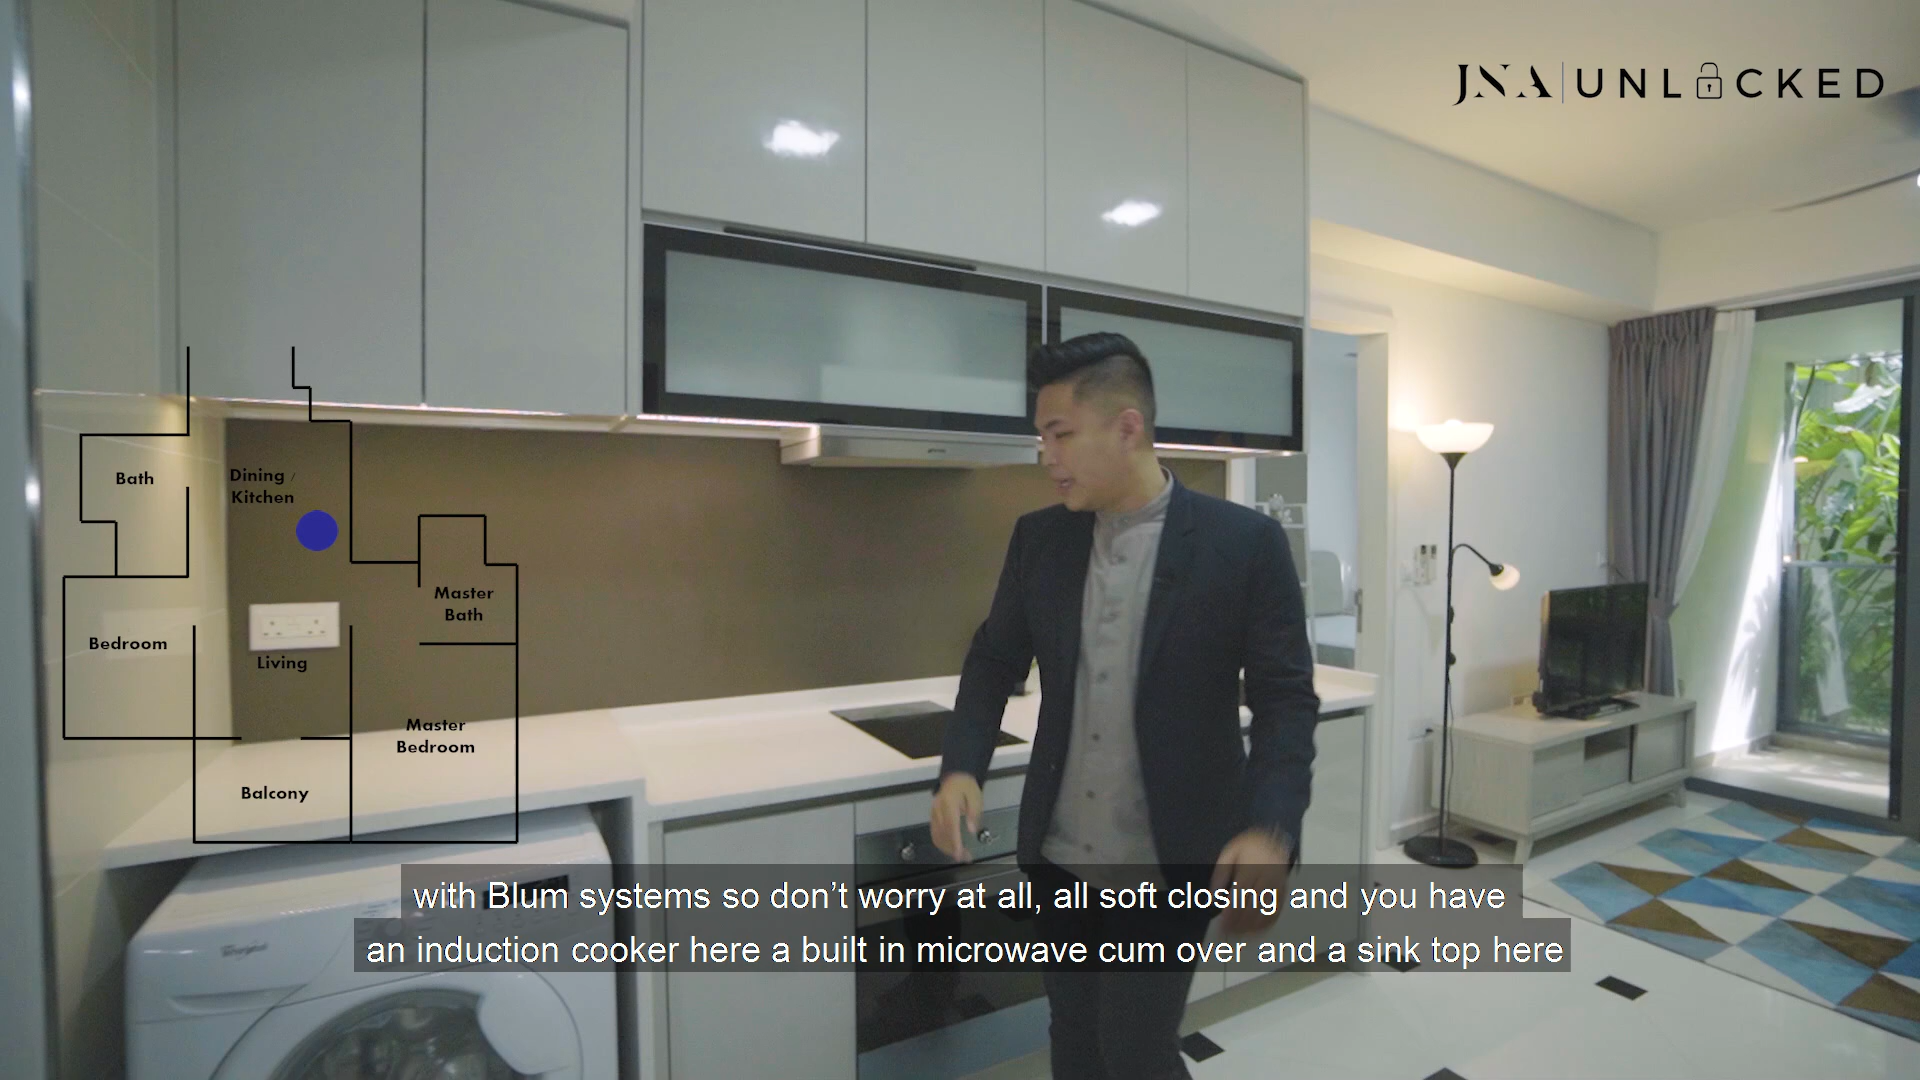 JNA UNLOCKED
Bath
Dining /
Kitchen
Master
Bath
Bedroom
Living
Master
Bedroom
Balcony
Whirlpool
with Blum systems so don’t worry at all, all soft closing and you have
an induction cooker here a built in microwave cum over and a sink top here